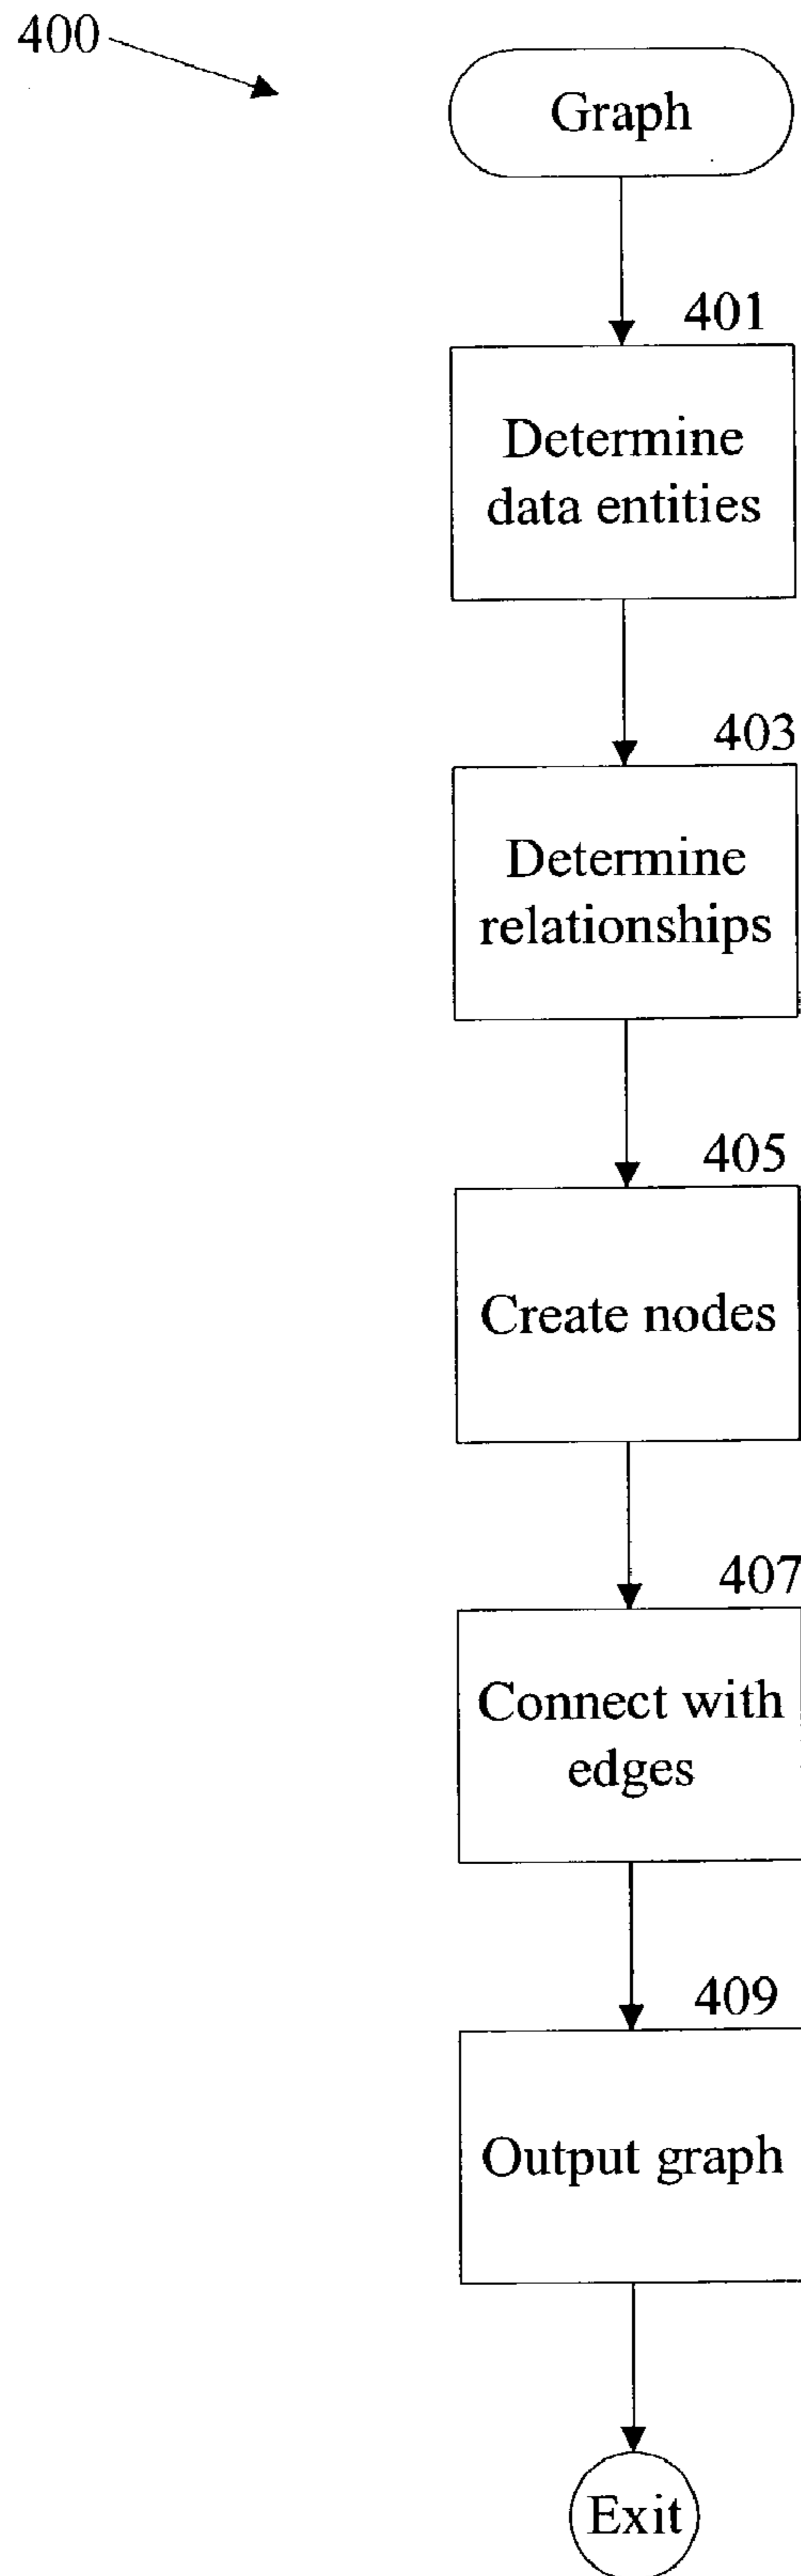 400
Graph
401
Determine
data entities
403
Determine
relationships
405
Create nodes
407
Connect with
edges
409
Output graph
Exit